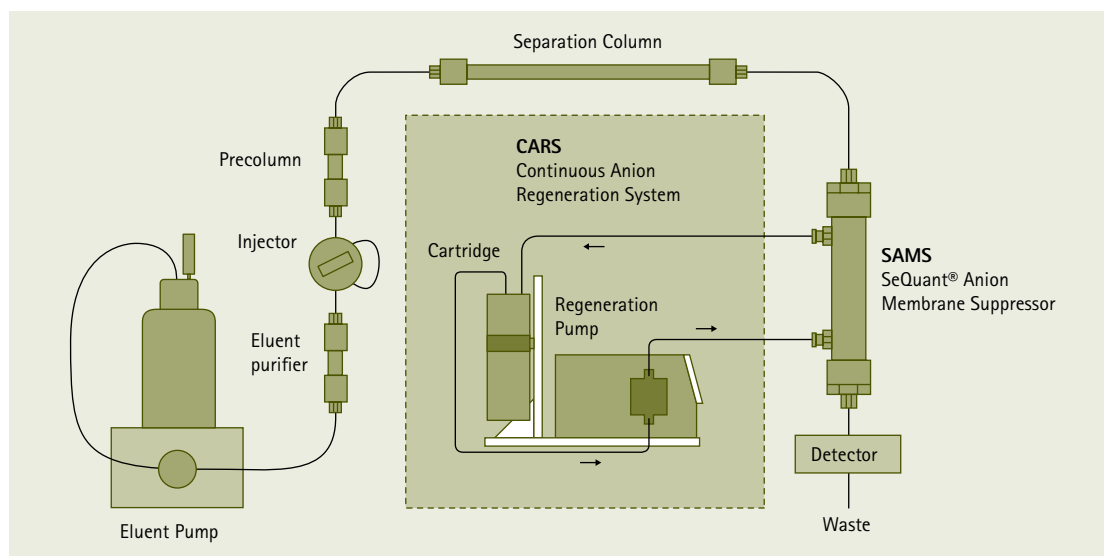 Separation Column
Precolumn
CARS
Continuous Anion
Regeneration System
Injector
Cartridge
SAMS
SeQuant® Anion
Membrane Suppressor
Regeneration
Pump
Eluent
purifier
Detector
Eluent Pump
Waste